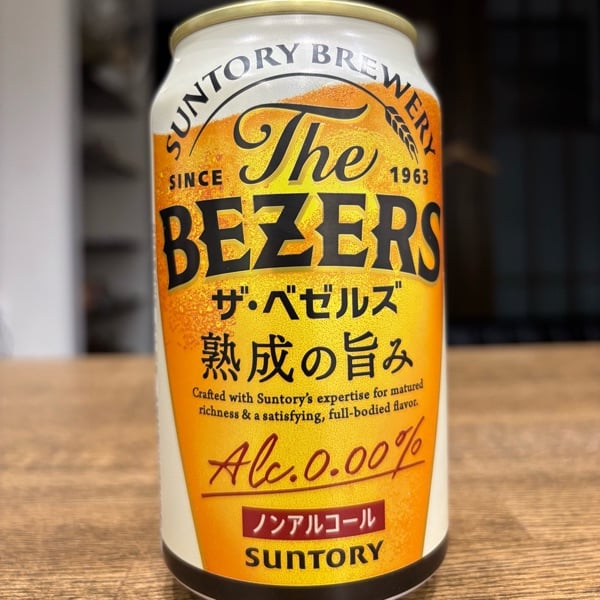 SUNTORY BREWERY
The
SINCE 1963
BEZERS
ザ・ベゼルズ
熟成の旨み
Crafted with Suntory's expertise for matured
richness & a satisfying, full-bodied flavor.
Alc.0.00%
ノンアルコール
SUNTORY